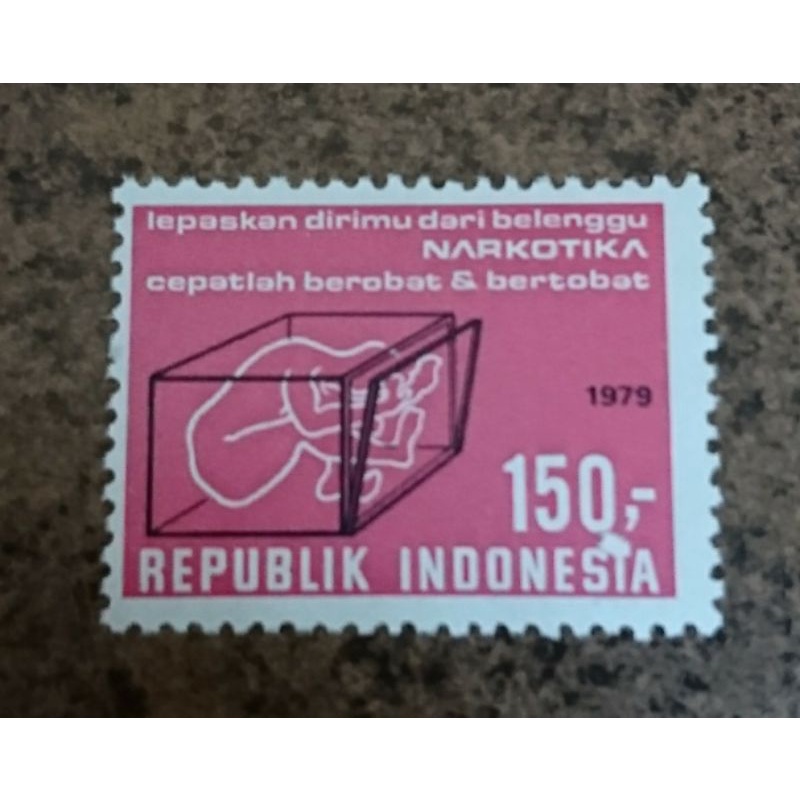 lepaskan dirimu dari belenggu
NARKOTIKA
cepatlah berobat & bertobat
1979
150,-
REPUBLIK INDONESIA